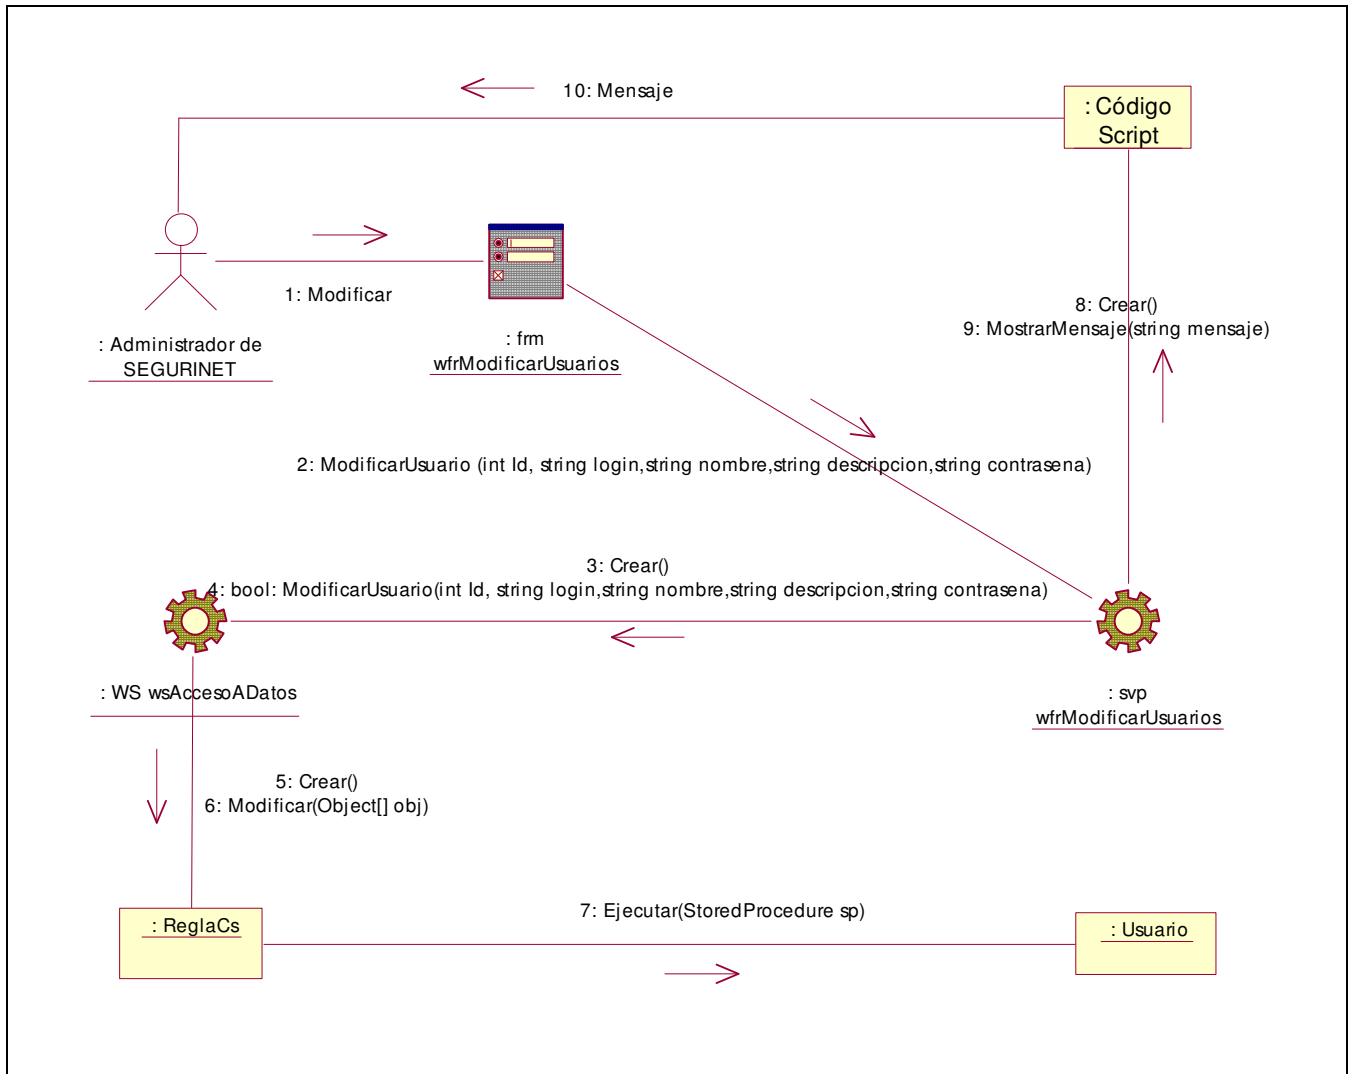 10: Mensaje
: Código
Script
1: Modificar
: Administrador de
SEGURINET
: frm
wfrModificarUsuarios
8: Crear()
9: MostrarMensaje(string mensaje)
2: ModificarUsuario (int Id, string login,string nombre,string descripcion,string contrasena)
3: Crear()
4: bool: ModificarUsuario(int Id, string login,string nombre,string descripcion,string contrasena)
: WS wsAccesoADatos
: svp
wfrModificarUsuarios
5: Crear()
6: Modificar(Object[] obj)
: ReglaCs
7: Ejecutar(StoredProcedure sp)
: Usuario